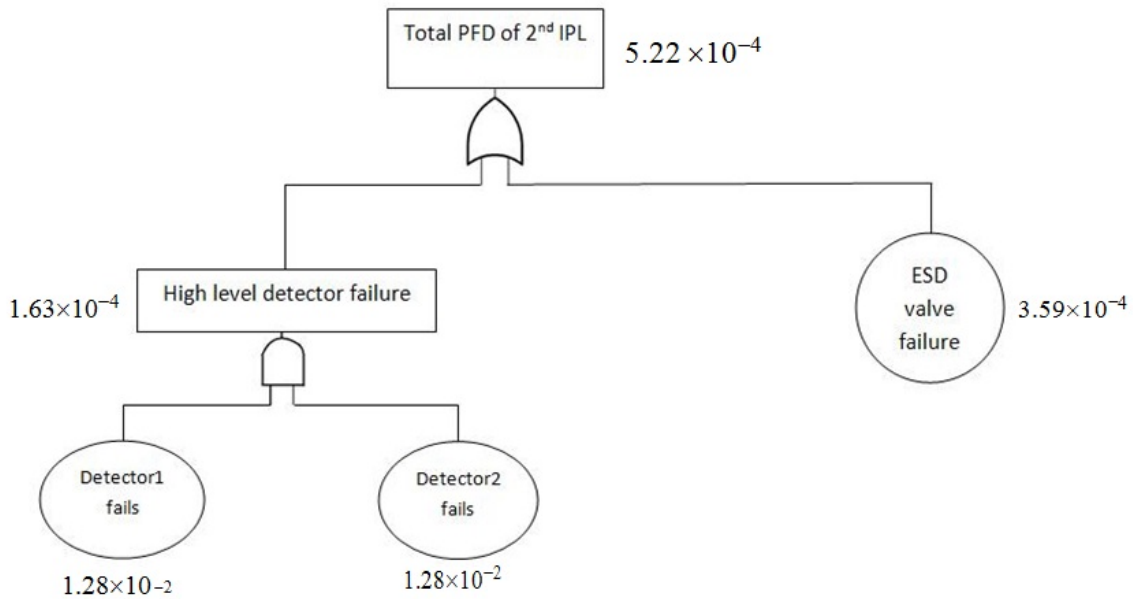 Total PFD of 2ⁿᵈ IPL
5.22 ×10⁻⁴
High level detector failure
1.63×10⁻⁴
ESD
valve
failure
3.59×10⁻⁴
Detector1
fails
Detector2
fails
1.28×10₋₂
1.28×10⁻²